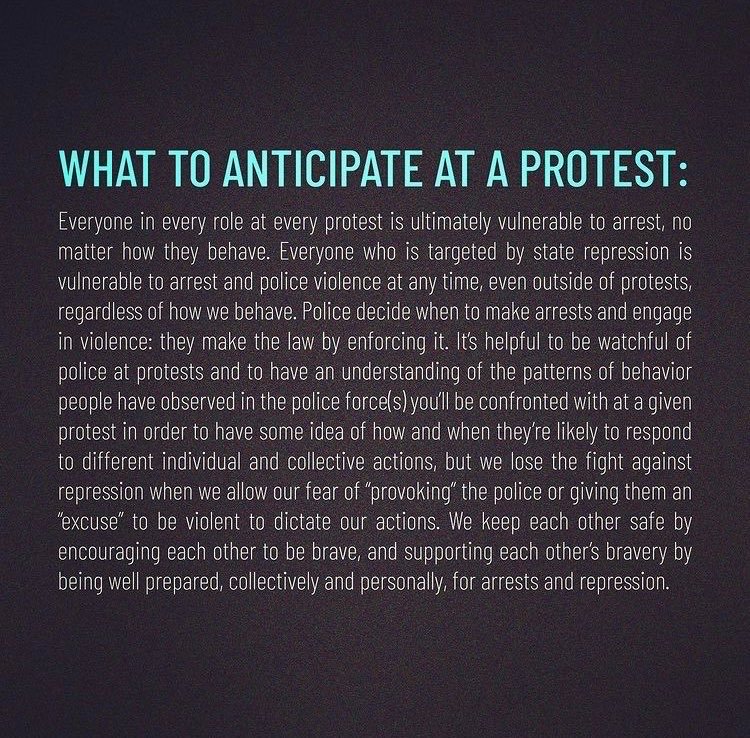 WHAT TO ANTICIPATE AT A PROTEST:
Everyone in every role at every protest is ultimately vulnerable to arrest, no
matter how they behave. Everyone who is targeted by state repression is
vulnerable to arrest and police violence at any time, even outside of protests,
regardless of how we behave. Police decide when to make arrests and engage
in violence: they make the law by enforcing it. It's helpful to be watchful of
police at protests and to have an understanding of the patterns of behavior
people have observed in the police force(s) you'll be confronted with at a given
protest in order to have some idea of how and when they're likely to respond
to different individual and collective actions, but we lose the fight against
repression when we allow our fear of "provoking" the police or giving them an
"excuse" to be violent to dictate our actions. We keep each other safe by
encouraging each other to be brave, and supporting each other's bravery by
being well prepared, collectively and personally, for arrests and repression.